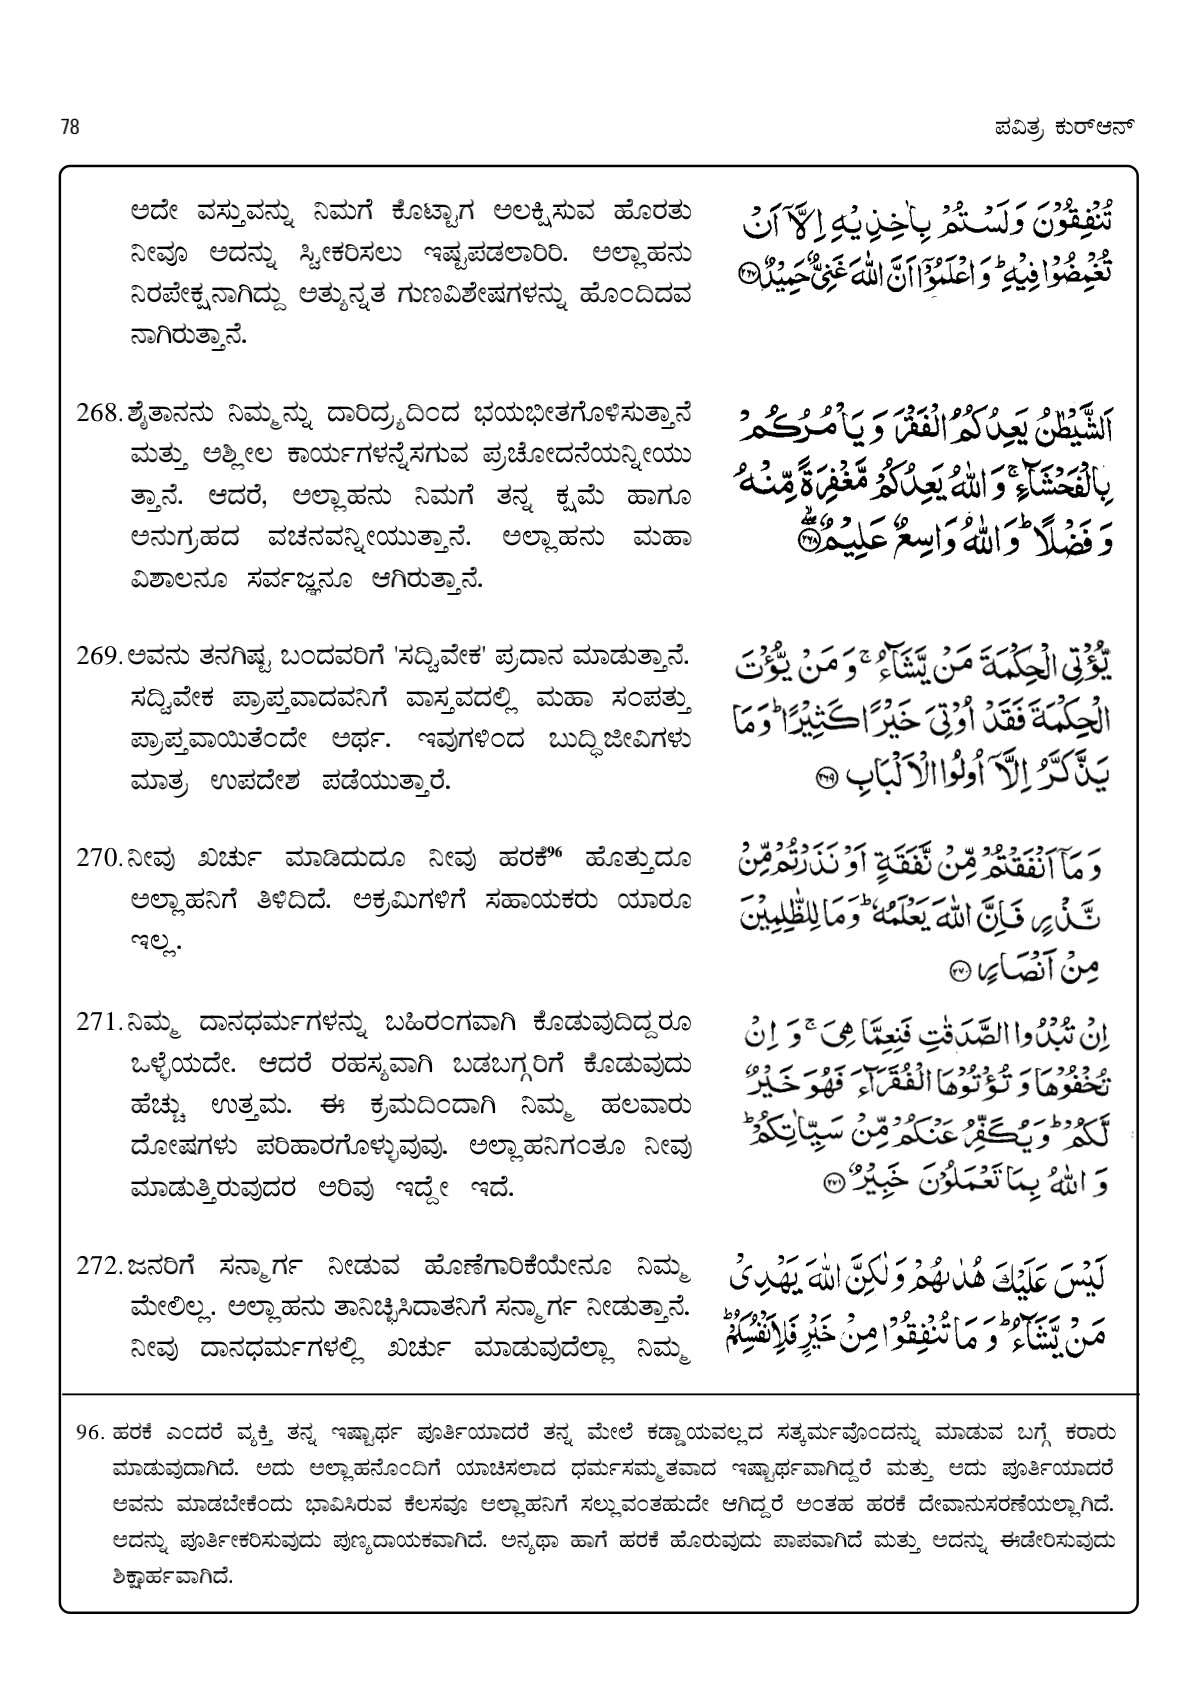 78
ಪವಿತ್ರ ಕುರ್‌ಆನ್
ಅದೇ ವಸ್ತುವನ್ನು ನಿಮಗೆ ಕೊಟ್ಟಾಗ ಅಲಕ್ಷಿಸುವ ಹೊರತು
ನೀವೂ ಅದನ್ನು ಸ್ವೀಕರಿಸಲು ಇಷ್ಟಪಡಲಾರಿರಿ. ಅಲ್ಲಾಹನು
ನಿರಪೇಕ್ಷನಾಗಿದ್ದು ಅತ್ಯುನ್ನತ ಗುಣವಿಶೇಷಗಳನ್ನು ಹೊಂದಿದವ
ನಾಗಿರುತ್ತಾನೆ.
تُنْفِقُوْنَ وَلَسْتُمْ بِاٰخِذِيْهِ اِلَّآ اَنْ
تُغْمِضُوْا فِيْهِ ؕ وَاعْلَمُوْٓا اَنَّ اللّٰهَ غَنِيٌّ حَمِيْدٌ ﴿۲۶۷﴾
268. ಶೈತಾನನು ನಿಮ್ಮನ್ನು ದಾರಿದ್ರ್ಯದಿಂದ ಭಯಭೀತಗೊಳಿಸುತ್ತಾನೆ
ಮತ್ತು ಅಶ್ಲೀಲ ಕಾರ್ಯಗಳನ್ನೆಸಗುವ ಪ್ರಚೋದನೆಯನ್ನೀಯು
ತ್ತಾನೆ. ಆದರೆ, ಅಲ್ಲಾಹನು ನಿಮಗೆ ತನ್ನ ಕ್ಷಮೆ ಹಾಗೂ
ಅನುಗ್ರಹದ ವಚನವನ್ನೀಯುತ್ತಾನೆ. ಅಲ್ಲಾಹನು ಮಹಾ
ವಿಶಾಲನೂ ಸರ್ವಜ್ಞನೂ ಆಗಿರುತ್ತಾನೆ.
اَلشَّيْطٰنُ يَعِدُكُمُ الْفَقْرَ وَيَاْمُرُكُمْ
بِالْفَحْشَآءِ ۚ وَاللّٰهُ يَعِدُكُمْ مَّغْفِرَةً مِّنْهُ
وَفَضْلًا ؕ وَاللّٰهُ وَاسِعٌ عَلِيْمٌ ﴿۲۶۸﴾
269. ಅವನು ತನಗಿಷ್ಟ ಬಂದವರಿಗೆ 'ಸದ್ವಿವೇಕ' ಪ್ರದಾನ ಮಾಡುತ್ತಾನೆ.
ಸದ್ವಿವೇಕ ಪ್ರಾಪ್ತವಾದವನಿಗೆ ವಾಸ್ತವದಲ್ಲಿ ಮಹಾ ಸಂಪತ್ತು
ಪ್ರಾಪ್ತವಾಯಿತೆಂದೇ ಅರ್ಥ. ಇವುಗಳಿಂದ ಬುದ್ಧಿಜೀವಿಗಳು
ಮಾತ್ರ ಉಪದೇಶ ಪಡೆಯುತ್ತಾರೆ.
يُّؤْتِي الْحِكْمَةَ مَنْ يَّشَآءُ ۚ وَمَنْ يُّؤْتَ
الْحِكْمَةَ فَقَدْ اُوْتِيَ خَيْرًا كَثِيْرًا ؕ وَمَا
يَذَّكَّرُ اِلَّآ اُولُوا الْاَلْبَابِ ﴿۲۶۹﴾
270. ನೀವು ಖರ್ಚು ಮಾಡಿದುದೂ ನೀವು ಹರಕೆ⁹⁶ ಹೊತ್ತುದೂ
ಅಲ್ಲಾಹನಿಗೆ ತಿಳಿದಿದೆ. ಅಕ್ರಮಿಗಳಿಗೆ ಸಹಾಯಕರು ಯಾರೂ
ಇಲ್ಲ.
وَمَآ اَنْفَقْتُمْ مِّنْ نَّفَقَةٍ اَوْ نَذَرْتُمْ مِّنْ
نَّذْرٍ فَاِنَّ اللّٰهَ يَعْلَمُهٗ ؕ وَمَا لِلظّٰلِمِيْنَ
مِنْ اَنْصَارٍ ﴿۲۷۰﴾
271. ನಿಮ್ಮ ದಾನಧರ್ಮಗಳನ್ನು ಬಹಿರಂಗವಾಗಿ ಕೊಡುವುದಿದ್ದರೂ
ಒಳ್ಳೆಯದೇ. ಆದರೆ ರಹಸ್ಯವಾಗಿ ಬಡಬಗ್ಗರಿಗೆ ಕೊಡುವುದು
ಹೆಚ್ಚು ಉತ್ತಮ. ಈ ಕ್ರಮದಿಂದಾಗಿ ನಿಮ್ಮ ಹಲವಾರು
ದೋಷಗಳು ಪರಿಹಾರಗೊಳ್ಳುವುವು. ಅಲ್ಲಾಹನಿಗಂತೂ ನೀವು
ಮಾಡುತ್ತಿರುವುದರ ಅರಿವು ಇದ್ದೇ ಇದೆ.
اِنْ تُبْدُوا الصَّدَقٰتِ فَنِعِمَّا هِيَ ۚ وَاِنْ
تُخْفُوْهَا وَتُؤْتُوْهَا الْفُقَرَآءَ فَهُوَ خَيْرٌ
لَّكُمْ ؕ وَيُكَفِّرُ عَنْكُمْ مِّنْ سَيِّاٰتِكُمْ ؕ
وَاللّٰهُ بِمَا تَعْمَلُوْنَ خَبِيْرٌ ﴿۲۷۱﴾
272. ಜನರಿಗೆ ಸನ್ಮಾರ್ಗ ನೀಡುವ ಹೊಣೆಗಾರಿಕೆಯೇನೂ ನಿಮ್ಮ
ಮೇಲಿಲ್ಲ. ಅಲ್ಲಾಹನು ತಾನಿಚ್ಛಿಸಿದಾತನಿಗೆ ಸನ್ಮಾರ್ಗ ನೀಡುತ್ತಾನೆ.
ನೀವು ದಾನಧರ್ಮಗಳಲ್ಲಿ ಖರ್ಚು ಮಾಡುವುದೆಲ್ಲಾ ನಿಮ್ಮ
لَيْسَ عَلَيْكَ هُدٰىهُمْ وَلٰكِنَّ اللّٰهَ يَهْدِيْ
مَنْ يَّشَآءُ ؕ وَمَا تُنْفِقُوْا مِنْ خَيْرٍ فَلِاَنْفُسِكُمْ ؕ
96. ಹರಕೆ ಎಂದರೆ ವ್ಯಕ್ತಿ ತನ್ನ ಇಷ್ಟಾರ್ಥ ಪೂರ್ತಿಯಾದರೆ ತನ್ನ ಮೇಲೆ ಕಡ್ಡಾಯವಲ್ಲದ ಸತ್ಕರ್ಮವೊಂದನ್ನು ಮಾಡುವ ಬಗ್ಗೆ ಕರಾರು
ಮಾಡುವುದಾಗಿದೆ. ಅದು ಅಲ್ಲಾಹನೊಂದಿಗೆ ಯಾಚಿಸಲಾದ ಧರ್ಮಸಮ್ಮತವಾದ ಇಷ್ಟಾರ್ಥವಾಗಿದ್ದರೆ ಮತ್ತು ಅದು ಪೂರ್ತಿಯಾದರೆ
ಅವನು ಮಾಡಬೇಕೆಂದು ಭಾವಿಸಿರುವ ಕೆಲಸವೂ ಅಲ್ಲಾಹನಿಗೆ ಸಲ್ಲುವಂತಹುದೇ ಆಗಿದ್ದರೆ ಅಂತಹ ಹರಕೆ ದೇವಾನುಸರಣೆಯಲ್ಲಾಗಿದೆ.
ಅದನ್ನು ಪೂರ್ತೀಕರಿಸುವುದು ಪುಣ್ಯದಾಯಕವಾಗಿದೆ. ಅನ್ಯಥಾ ಹಾಗೆ ಹರಕೆ ಹೊರುವುದು ಪಾಪವಾಗಿದೆ ಮತ್ತು ಅದನ್ನು ಈಡೇರಿಸುವುದು
ಶಿಕ್ಷಾರ್ಹವಾಗಿದೆ.